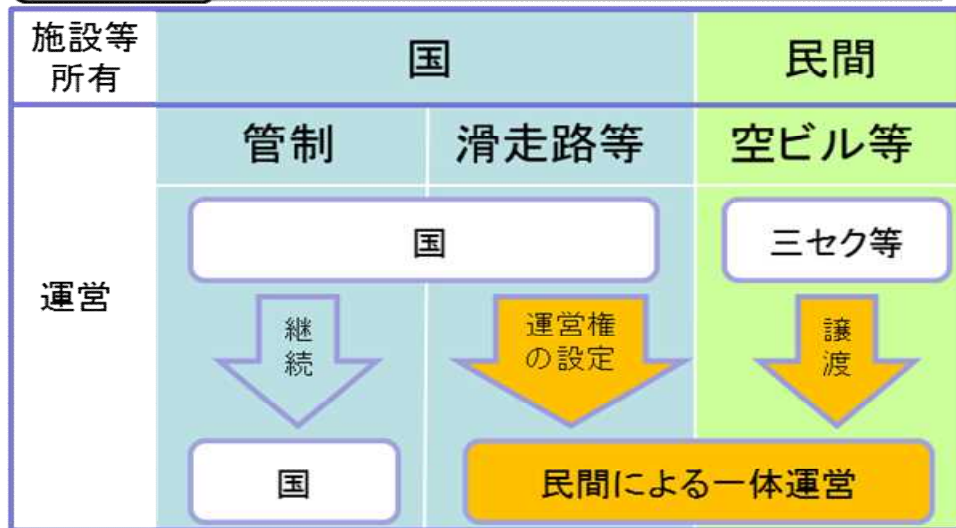 施設等
所有
国
民間
管制
滑走路等
空ビル等
運営
国
三セク等
継
続
運営権
の設定
譲
渡
国
民間による一体運営